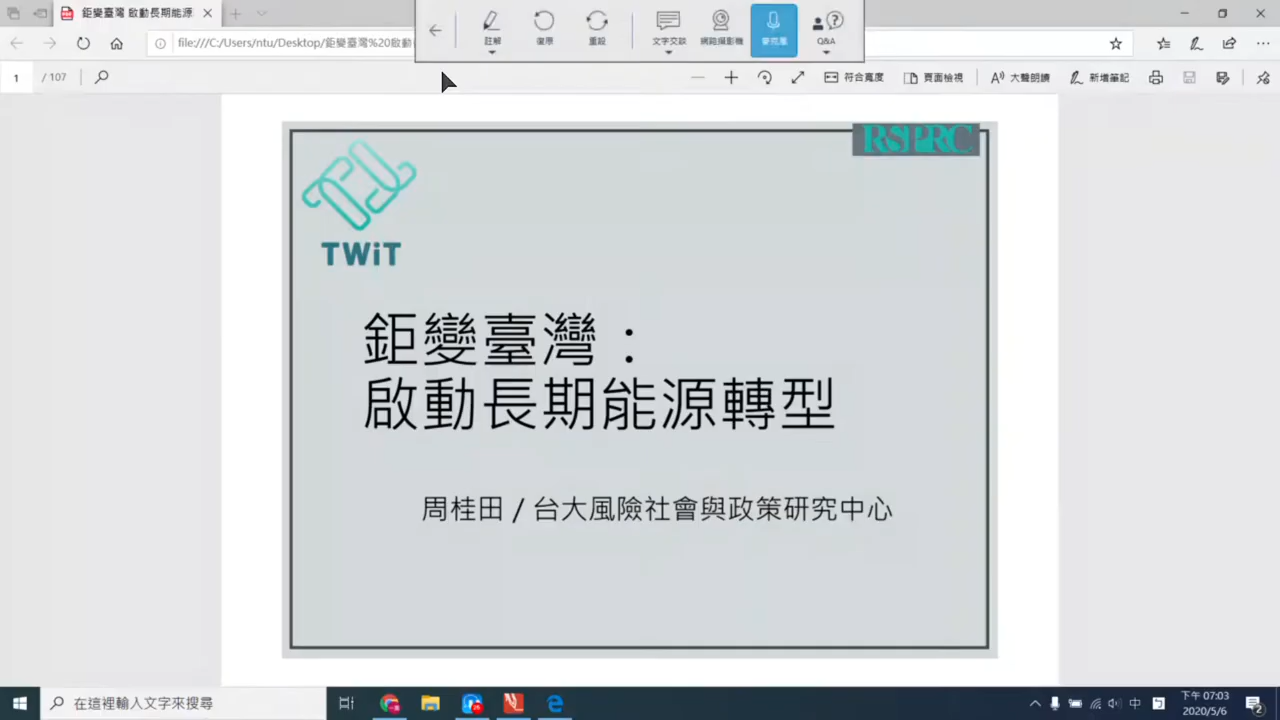 鉅變臺灣 啟動長期能源
file:///C:/Users/ntu/Desktop/鉅變臺灣%20啟動
註解
復原
重設
文字交談
網路攝影機
麥克風
Q&A
1 / 107
符合寬度
頁面檢視
大聲朗讀
新增筆記
RSPRC
TWiT
鉅變臺灣：
啟動長期能源轉型
周桂田 / 台大風險社會與政策研究中心
在這裡輸入文字來搜尋
中
下午 07:03
2020/5/6
2